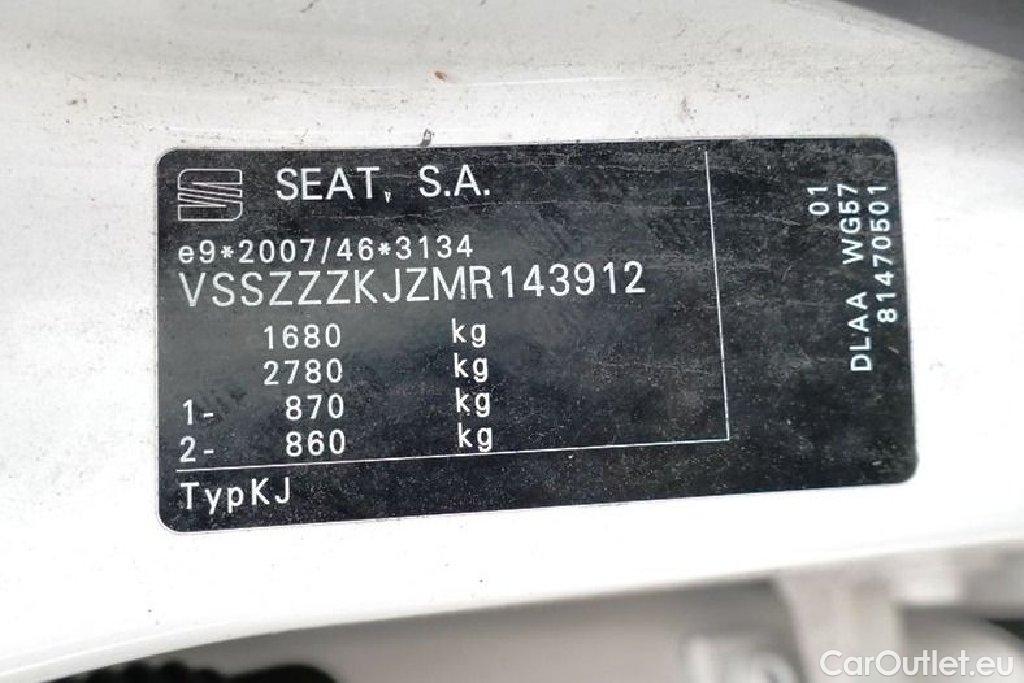 SEAT, S.A.
e9*2007/46*3134
VSSZZZKJZMR143912
1680 kg
2780 kg
1- 870 kg
2- 860 kg
TypKJ
01
DLAA WG57
81470501
CarOutlet.eu